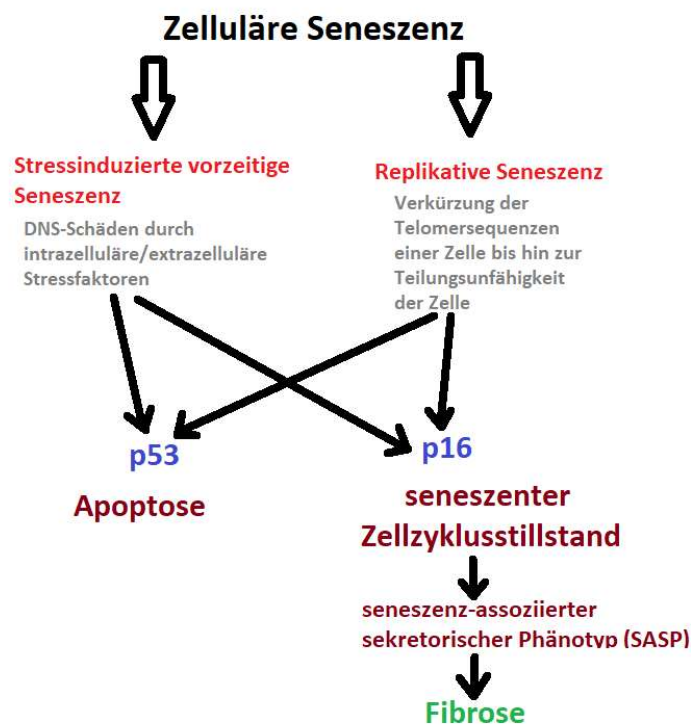 Zelluläre Seneszenz
Stressinduzierte vorzeitige
Seneszenz
DNS-Schäden durch
intrazelluläre/extrazelluläre
Stressfaktoren
Replikative Seneszenz
Verkürzung der
Telomersequenzen
einer Zelle bis hin zur
Teilungsunfähigkeit
der Zelle
p53
Apoptose
p16
seneszenter
Zellzyklusstillstand
seneszenz-assoziierter
sekretorischer Phänotyp (SASP)
Fibrose